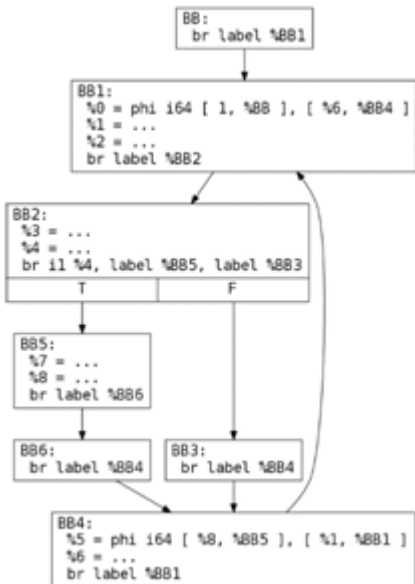 BB:
br label %BB1
BB1:
%0 = phi i64 [ 1, %BB ], [ %6, %BB4 ]
%1 = ...
%2 = ...
br label %BB2
BB2:
%3 = ...
%4 = ...
br i1 %4, label %BB5, label %BB3
T F
BB5:
%7 = ...
%8 = ...
br label %BB6
BB6:
br label %BB4
BB3:
br label %BB4
BB4:
%5 = phi i64 [ %8, %BB5 ], [ %1, %BB1 ]
%6 = ...
br label %BB1